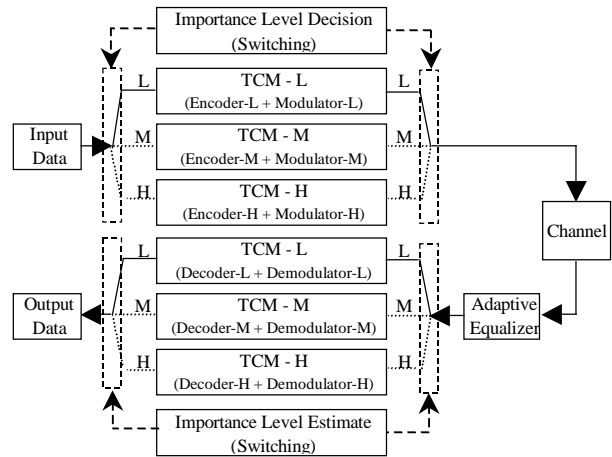 Importance Level Decision
(Switching)
L
TCM - L
(Encoder-L + Modulator-L)
L
Input
Data
M
TCM - M
(Encoder-M + Modulator-M)
M
H
TCM - H
(Encoder-H + Modulator-H)
H
Channel
L
TCM - L
(Decoder-L + Demodulator-L)
L
Output
Data
M
TCM - M
(Decoder-M + Demodulator-M)
M
Adaptive
Equalizer
H
TCM - H
(Decoder-H + Demodulator-H)
H
Importance Level Estimate
(Switching)